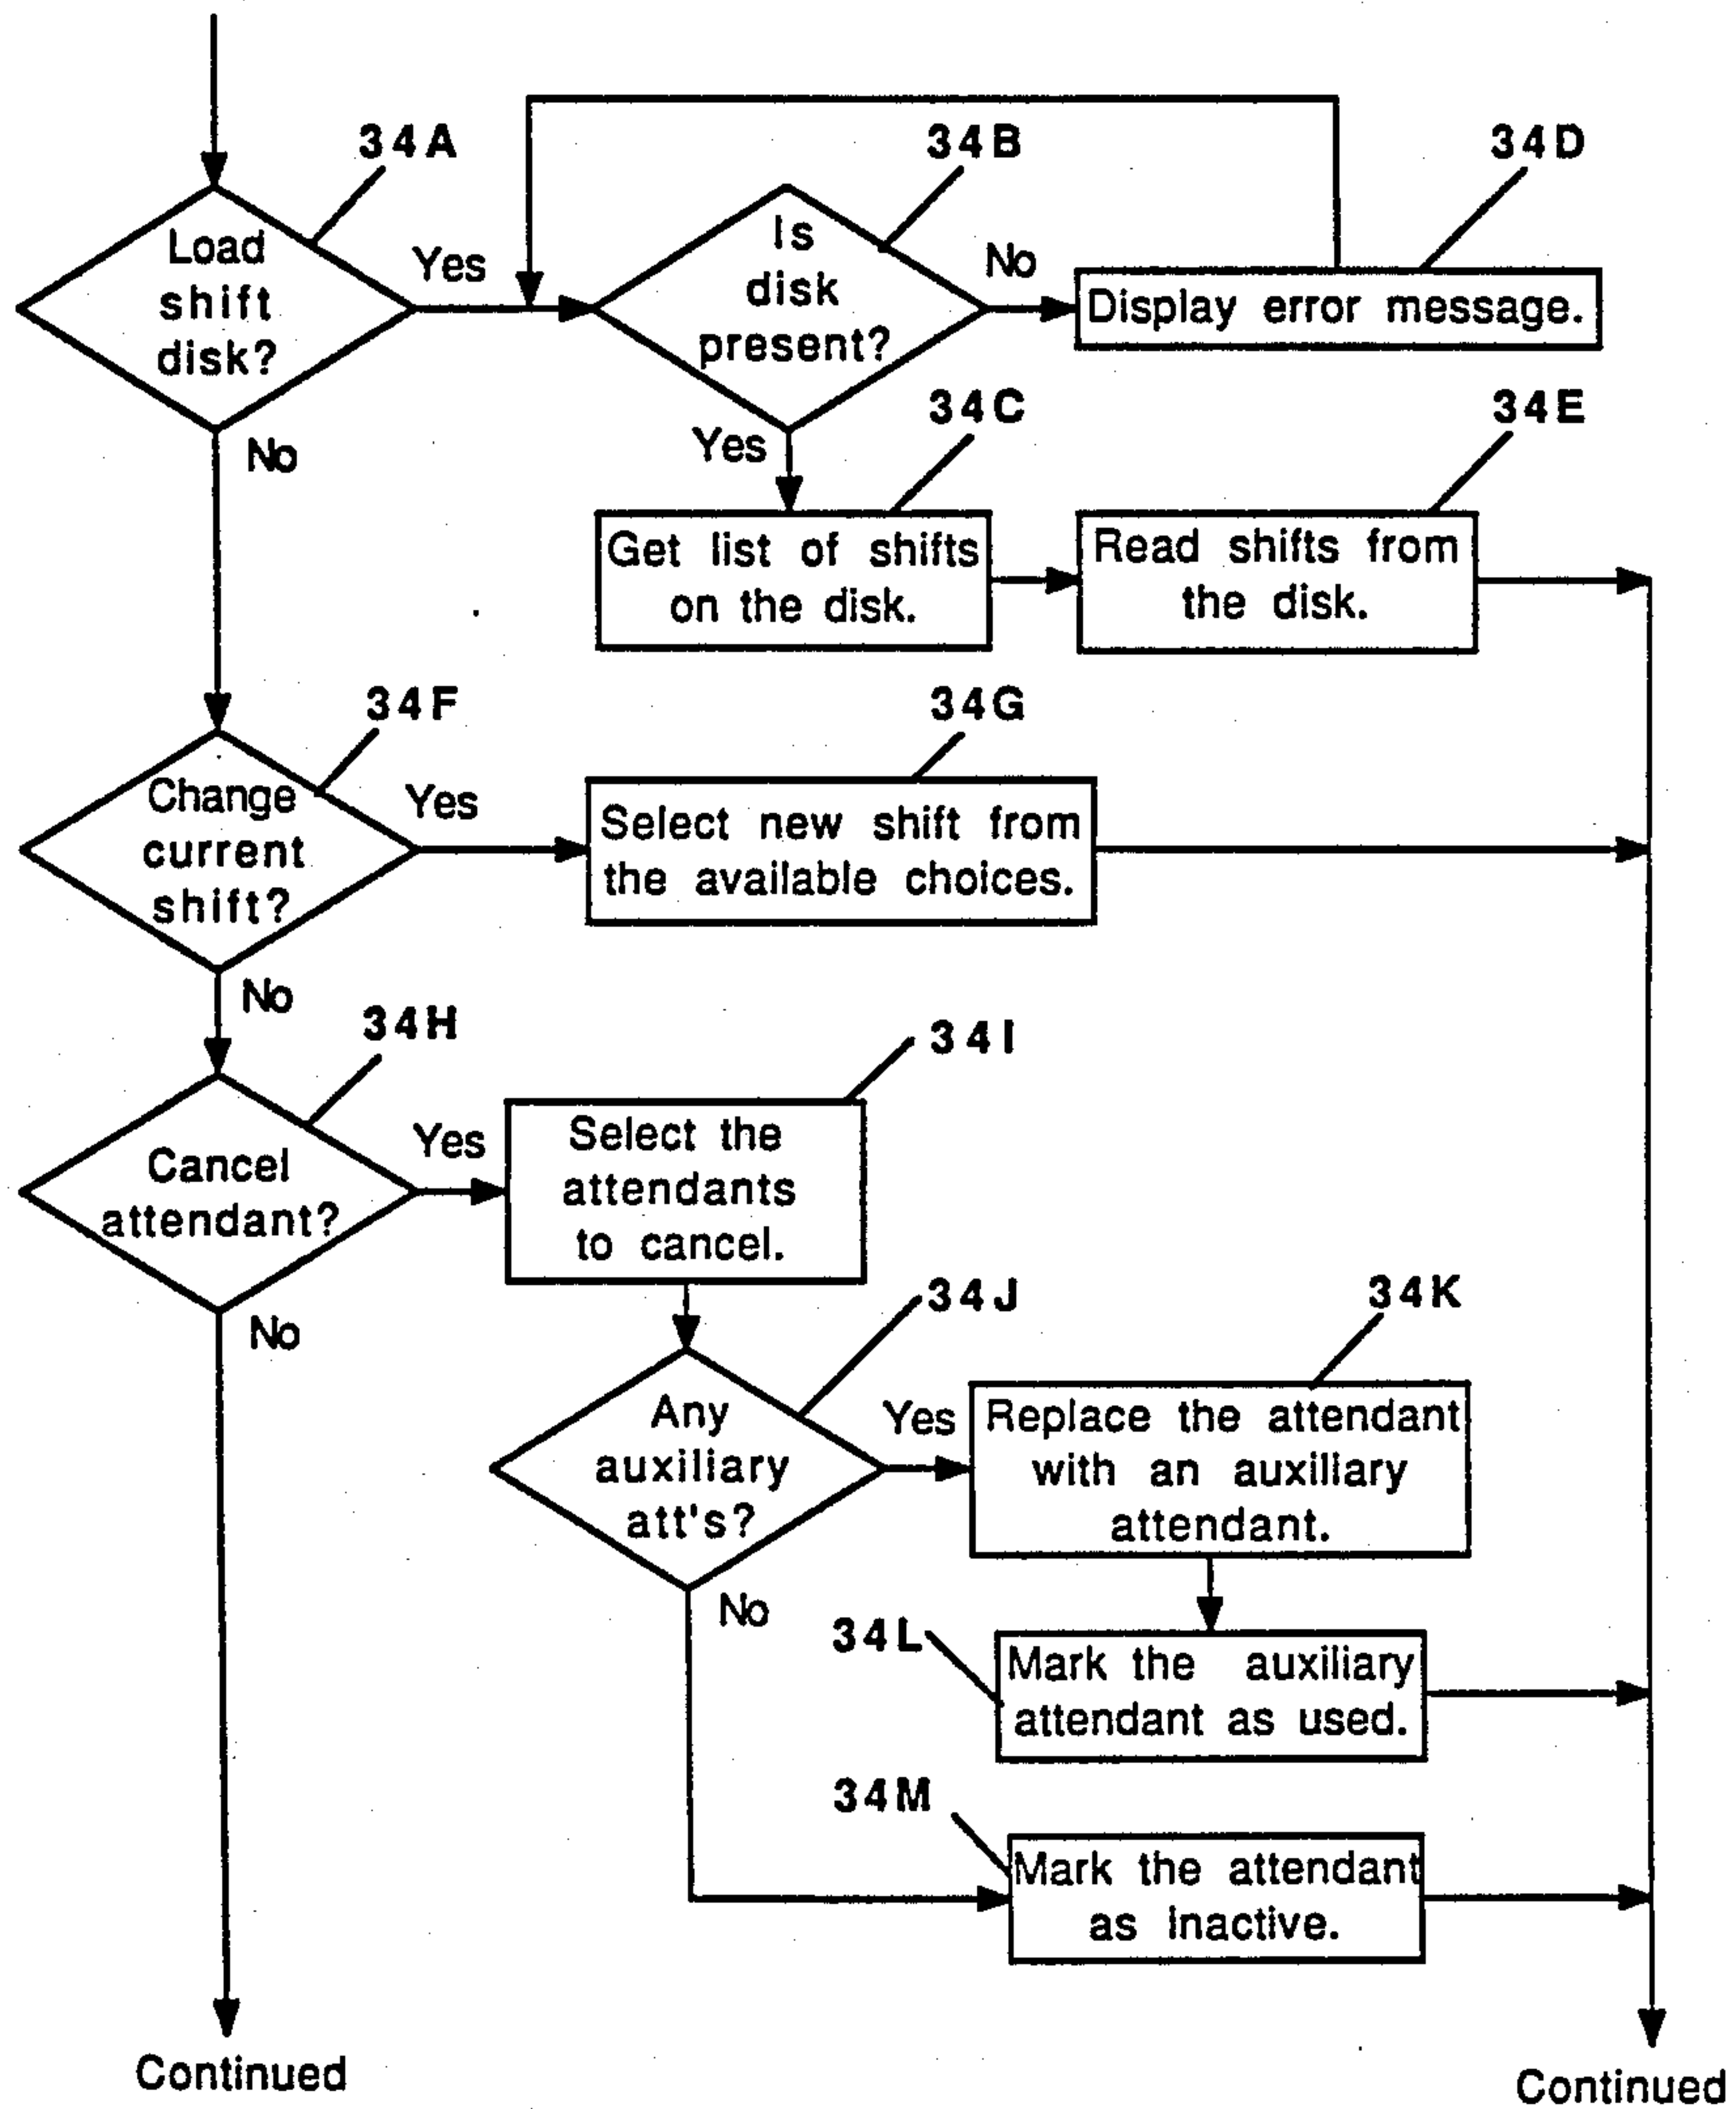 34A
34B
34D
Load
shift
disk?
Yes
Is
disk
present?
No
Display error message.
No
Yes
34C
34E
Get list of shifts
on the disk.
Read shifts from
the disk.
34F
34G
Change
current
shift?
Yes
Select new shift from
the available choices.
No
34H
34I
Cancel
attendant?
Yes
Select the
attendants
to cancel.
No
34J
34K
Any
auxiliary
att's?
Yes
Replace the attendant
with an auxiliary
attendant.
No
34L
Mark the auxiliary
attendant as used.
34M
Mark the attendant
as inactive.
Continued
Continued